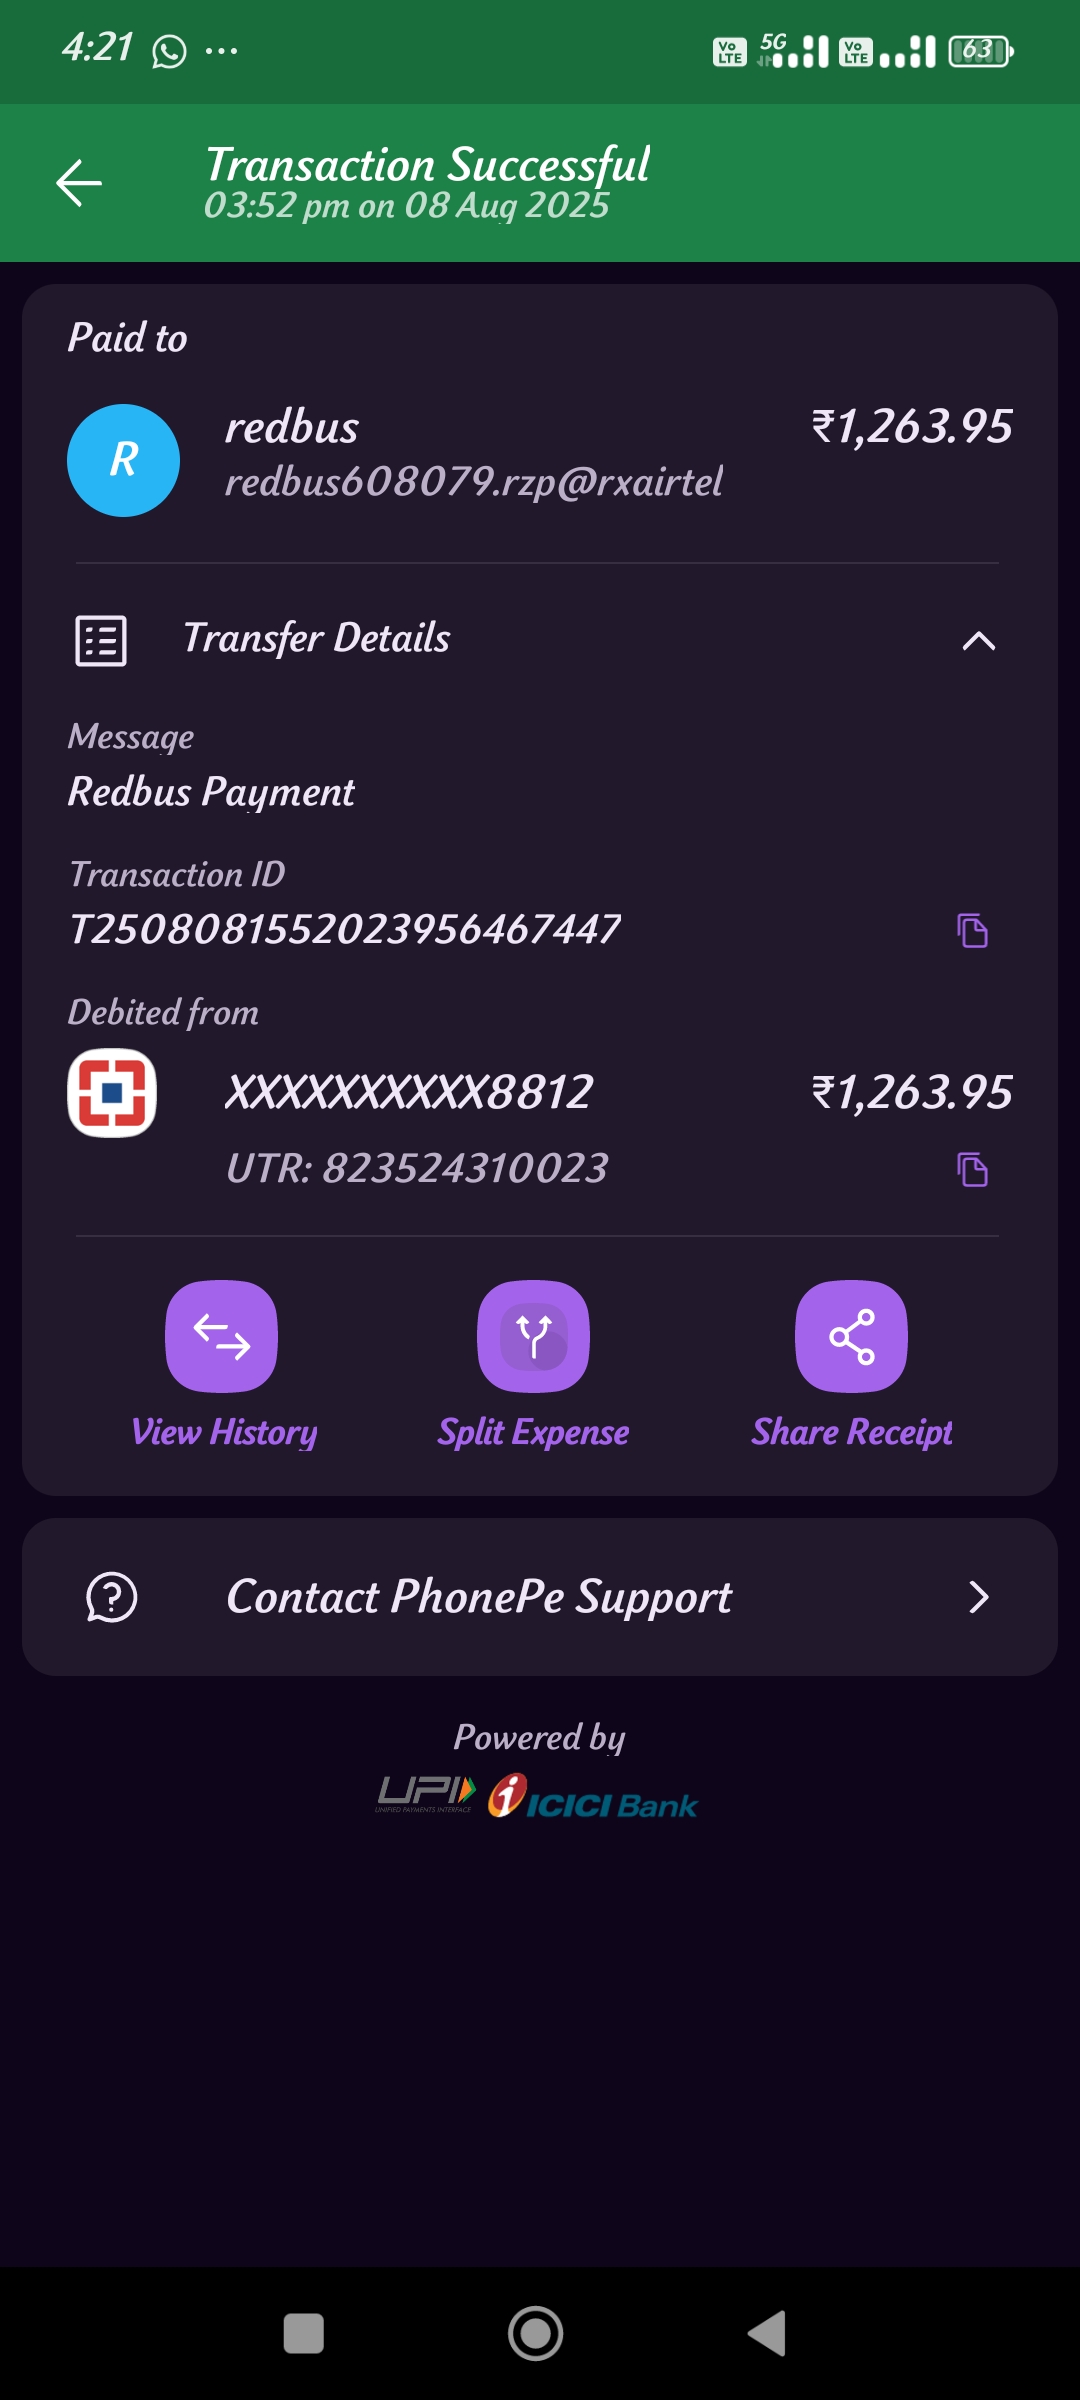 4:21
5G
Vo LTE
Vo LTE
63
Transaction Successful
03:52 pm on 08 Aug 2025
Paid to
R
redbus
₹1,263.95
redbus608079.rzp@rxairtel
Transfer Details
Message
Redbus Payment
Transaction ID
T2508081552023956467447
Debited from
XXXXXXXXXX8812
₹1,263.95
UTR: 823524310023
View History
Split Expense
Share Receipt
Contact PhonePe Support
Powered by
UPI
UNIFIED PAYMENTS INTERFACE
ICICI Bank